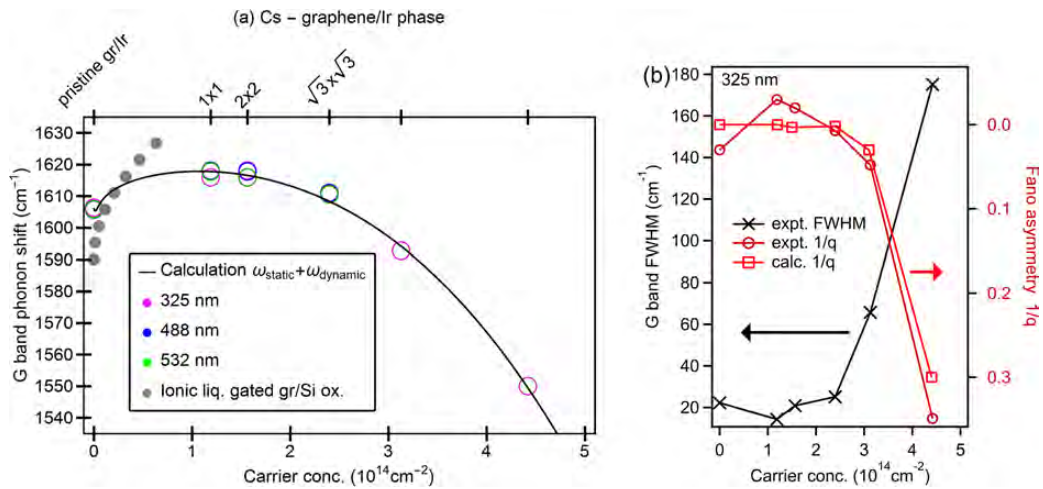 (a) Cs – graphene/Ir phase
pristine gr/Ir
1x1
2x2
√3x√3
1630
1620
1610
1600
1590
1580
1570
1560
1550
1540
G band phonon shift (cm⁻¹)
Calculation ωstatic+ωdynamic
325 nm
488 nm
532 nm
Ionic liq. gated gr/Si ox.
0 1 2 3 4 5
Carrier conc. (10¹⁴cm⁻²)
(b)
325 nm
180
160
140
120
100
80
60
40
20
G band FWHM (cm⁻¹)
expt. FWHM
expt. 1/q
calc. 1/q
0.0
0.1
0.2
0.3
Fano asymmetry 1/q
0 1 2 3 4 5
Carrier conc. (10¹⁴cm⁻²)